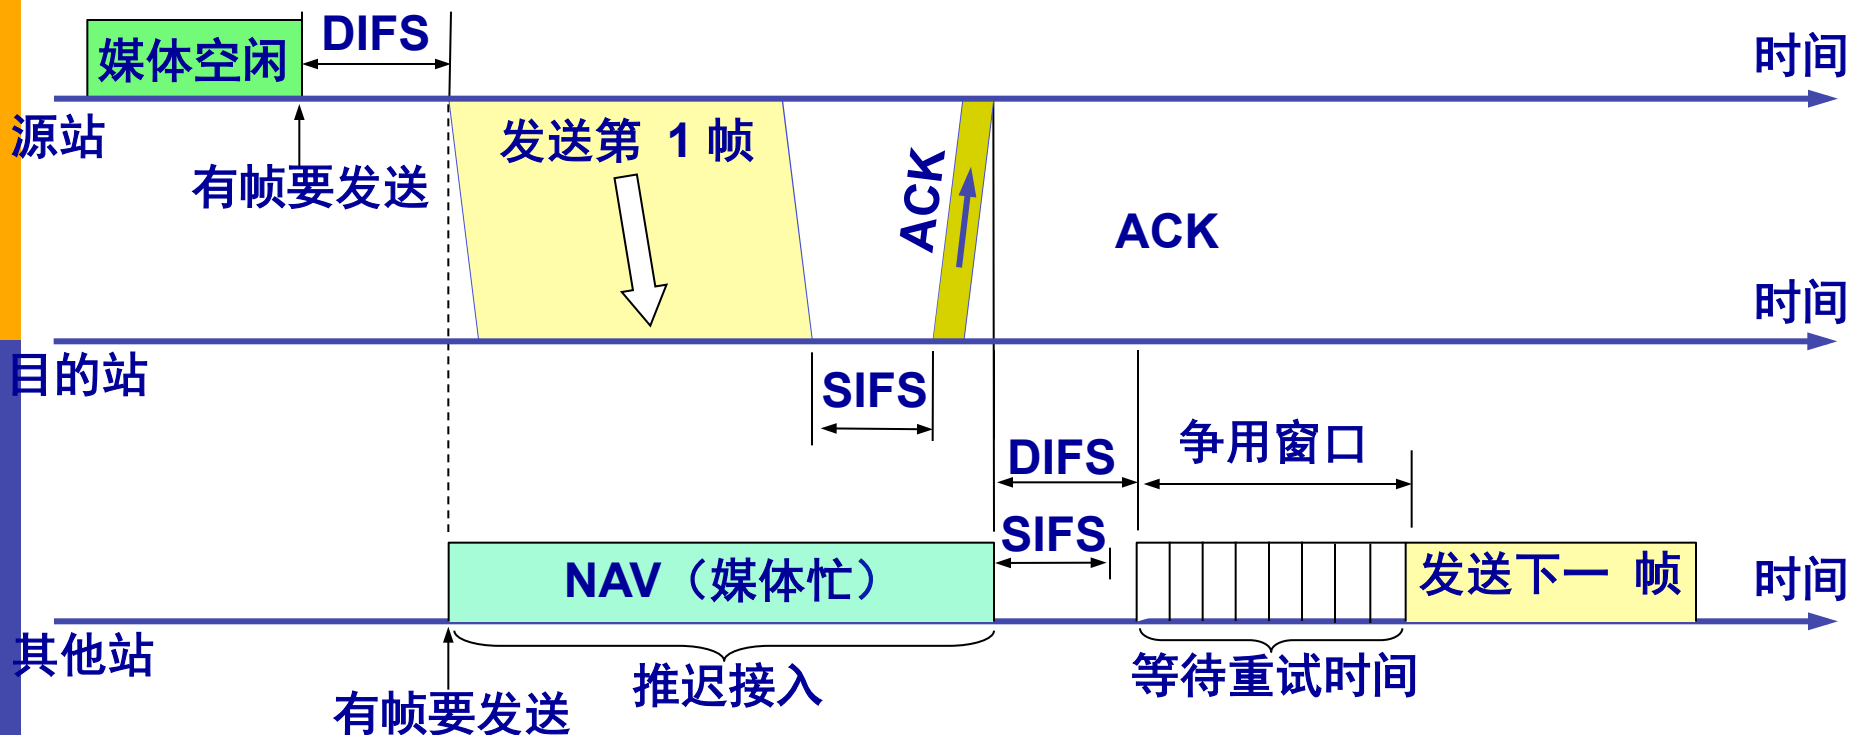 媒体空闲
DIFS
时间
源站
有帧要发送
发送第 1 帧
ACK
ACK
时间
目的站
SIFS
DIFS
争用窗口
SIFS
NAV（媒体忙）
发送下一 帧
时间
其他站
有帧要发送
推迟接入
等待重试时间